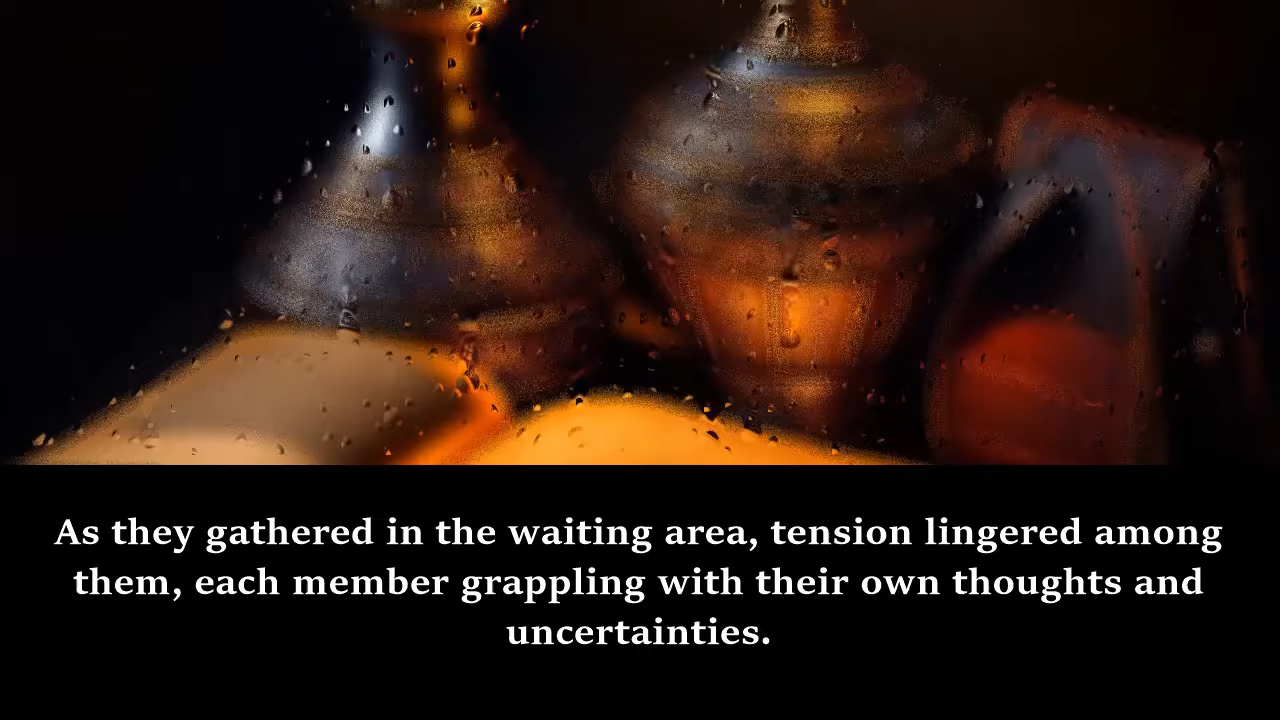 As they gathered in the waiting area, tension lingered among
them, each member grappling with their own thoughts and
uncertainties.